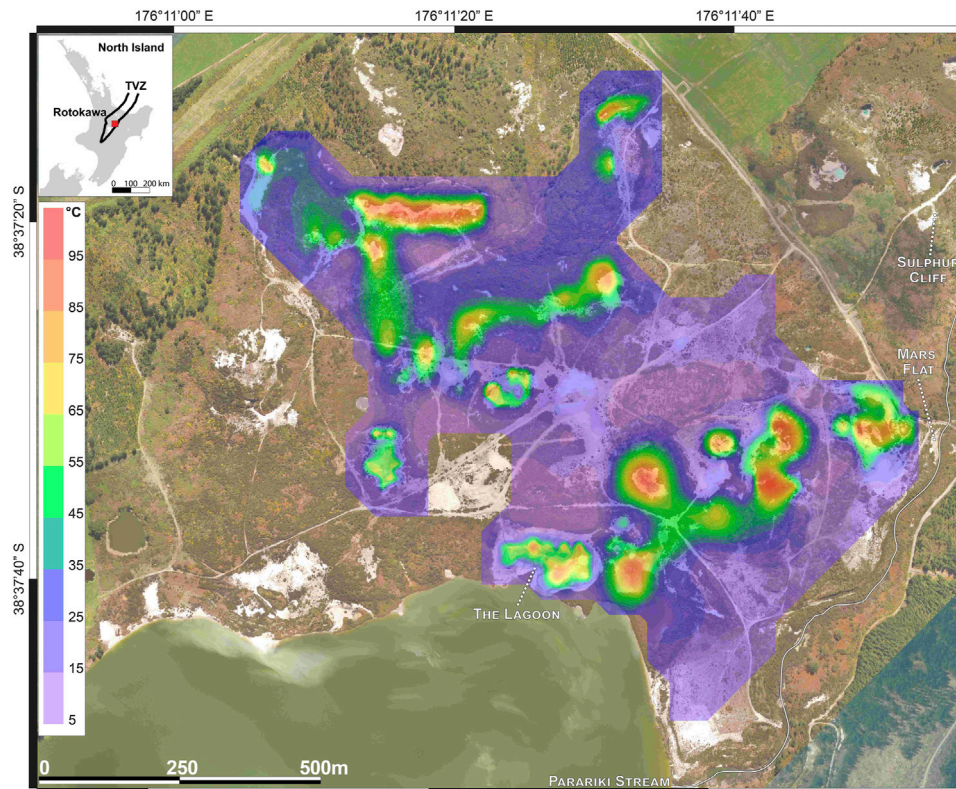 176°11'00" E
176°11'20" E
176°11'40" E
North Island
TVZ
Rotokawa
0 100 200 km
38°37'20" S
38°37'40" S
°C
95
85
75
65
55
45
35
25
15
5
SULPHUR
CLIFF
MARS
FLAT
THE LAGOON
PARARIKI STREAM
0 250 500m